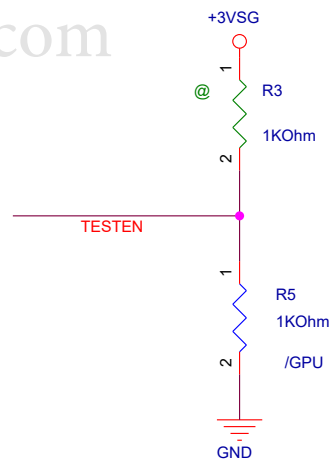 +3VSG
com
1
@
R3
1KOhm
2
TESTEN
1
R5
1KOhm
2
/GPU
GND